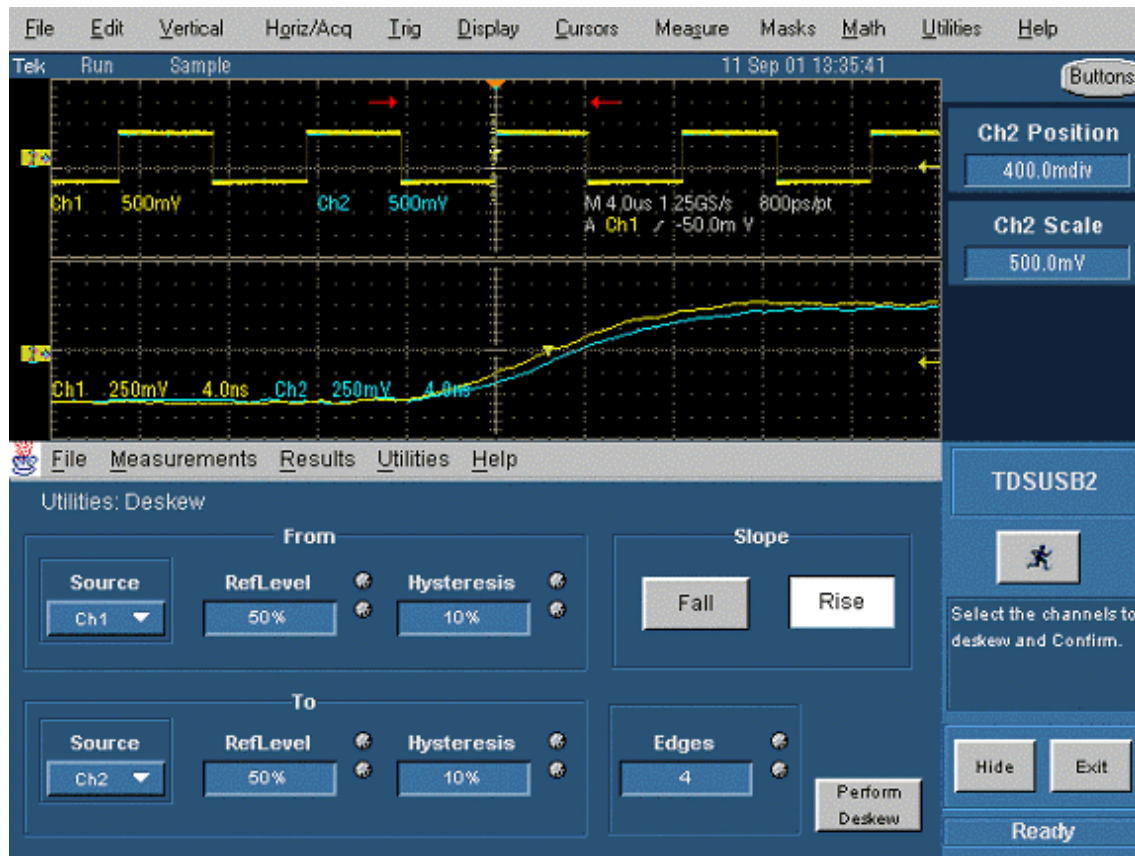 File Edit Vertical Horiz/Acq Trig Display Cursors Measure Masks Math Utilities Help
Tek Run Sample 11 Sep 01 13:35:41
Buttons
Ch2 Position
400.0mdiv
Ch2 Scale
500.0mV
Ch1 500mV Ch2 500mV M 4.0us 1.25GS/s 800ps/pt
A Ch1 / -50.0m V
Ch1 250mV 4.0ns Ch2 250mV 4.0ns
File Measurements Results Utilities Help
TDSUSB2
Utilities: Deskew
From
Source RefLevel Hysteresis
Ch1 50% 10%
Slope
Fall Rise
Select the channels to
deskew and Confirm.
To
Source RefLevel Hysteresis
Ch2 50% 10%
Edges
4
Perform
Deskew
Hide Exit
Ready